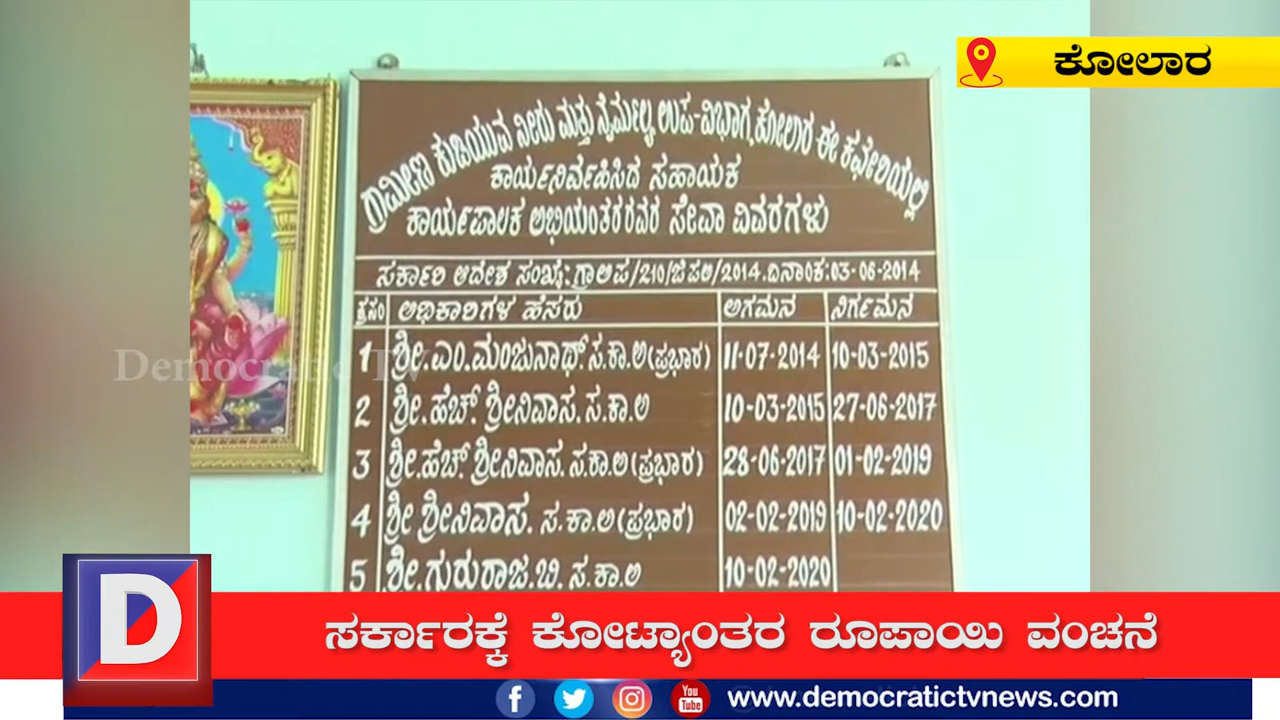 ಕೋಲಾರ
ಗ್ರಾಮೀಣ ಕುಡಿಯುವ ನೀರು ಮತ್ತು ನೈರ್ಮಲ್ಯ ಉಪ-ವಿಭಾಗ, ಕೋಲಾರ ಈ ಕಛೇರಿಯಲ್ಲಿ
ಕಾರ್ಯನಿರ್ವಹಿಸಿದ ಸಹಾಯಕ
ಕಾರ್ಯಪಾಲಕ ಅಭಿಯಂತರರವರ ಸೇವಾ ವಿವರಗಳು
ಸರ್ಕಾರಿ ಆದೇಶ ಸಂಖ್ಯೆ:ಗ್ರಾಅಪ/210/ಜಿಪಅ/2014.ದಿನಾಂಕ:03-06-2014
ಕ್ರಸಂ ಅಧಿಕಾರಿಗಳ ಹೆಸರು ಅಗಮನ ನಿರ್ಗಮನ
1 ಶ್ರೀ.ಎಂ.ಮಂಜುನಾಥ್.ಸ.ಕಾ.ಅ(ಪ್ರಭಾರ) 11-07-2014 10-03-2015
2 ಶ್ರೀ.ಹೆಚ್. ಶ್ರೀನಿವಾಸ. ಸ.ಕಾ.ಅ 10-03-2015 27-06-2017
3 ಶ್ರೀ.ಹೆಚ್. ಶ್ರೀನಿವಾಸ. ಸ.ಕಾ.ಅ(ಪ್ರಭಾರ) 28-06-2017 01-02-2019
4 ಶ್ರೀ ಶ್ರೀನಿವಾಸ. ಸ.ಕಾ.ಅ(ಪ್ರಭಾರ) 02-02-2019 10-02-2020
5 ಶ್ರೀ.ಗುರುರಾಜ.ಬಿ. ಸ.ಕಾ.ಅ 10-02-2020
Democratic TV
D
ಸರ್ಕಾರಕ್ಕೆ ಕೋಟ್ಯಾಂತರ ರೂಪಾಯಿ ವಂಚನೆ
You Tube www.democratictvnews.com